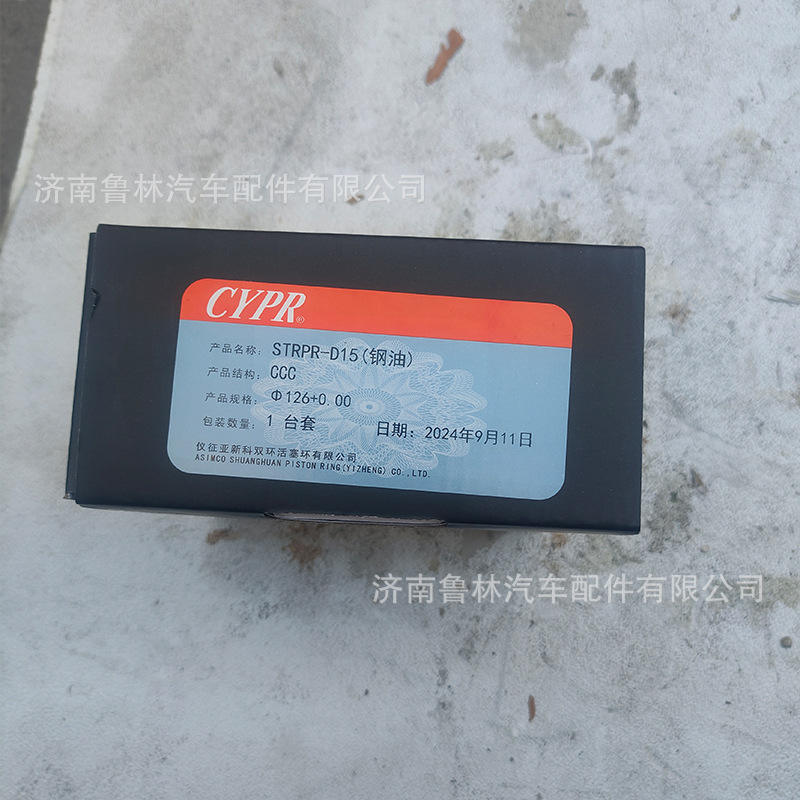 济南鲁林汽车配件有限公司
CYPR®
产品名称: STRPR-D15(钢油)
产品结构: CCC
产品规格: Φ126+0.00
包装数量: 1 台套 日期: 2024年9月11日
仪征亚新科双环活塞环有限公司
ASIMCO SHUANGHUAN PISTON RING(YIZHENG) CO.,LTD.
济南鲁林汽车配件有限公司